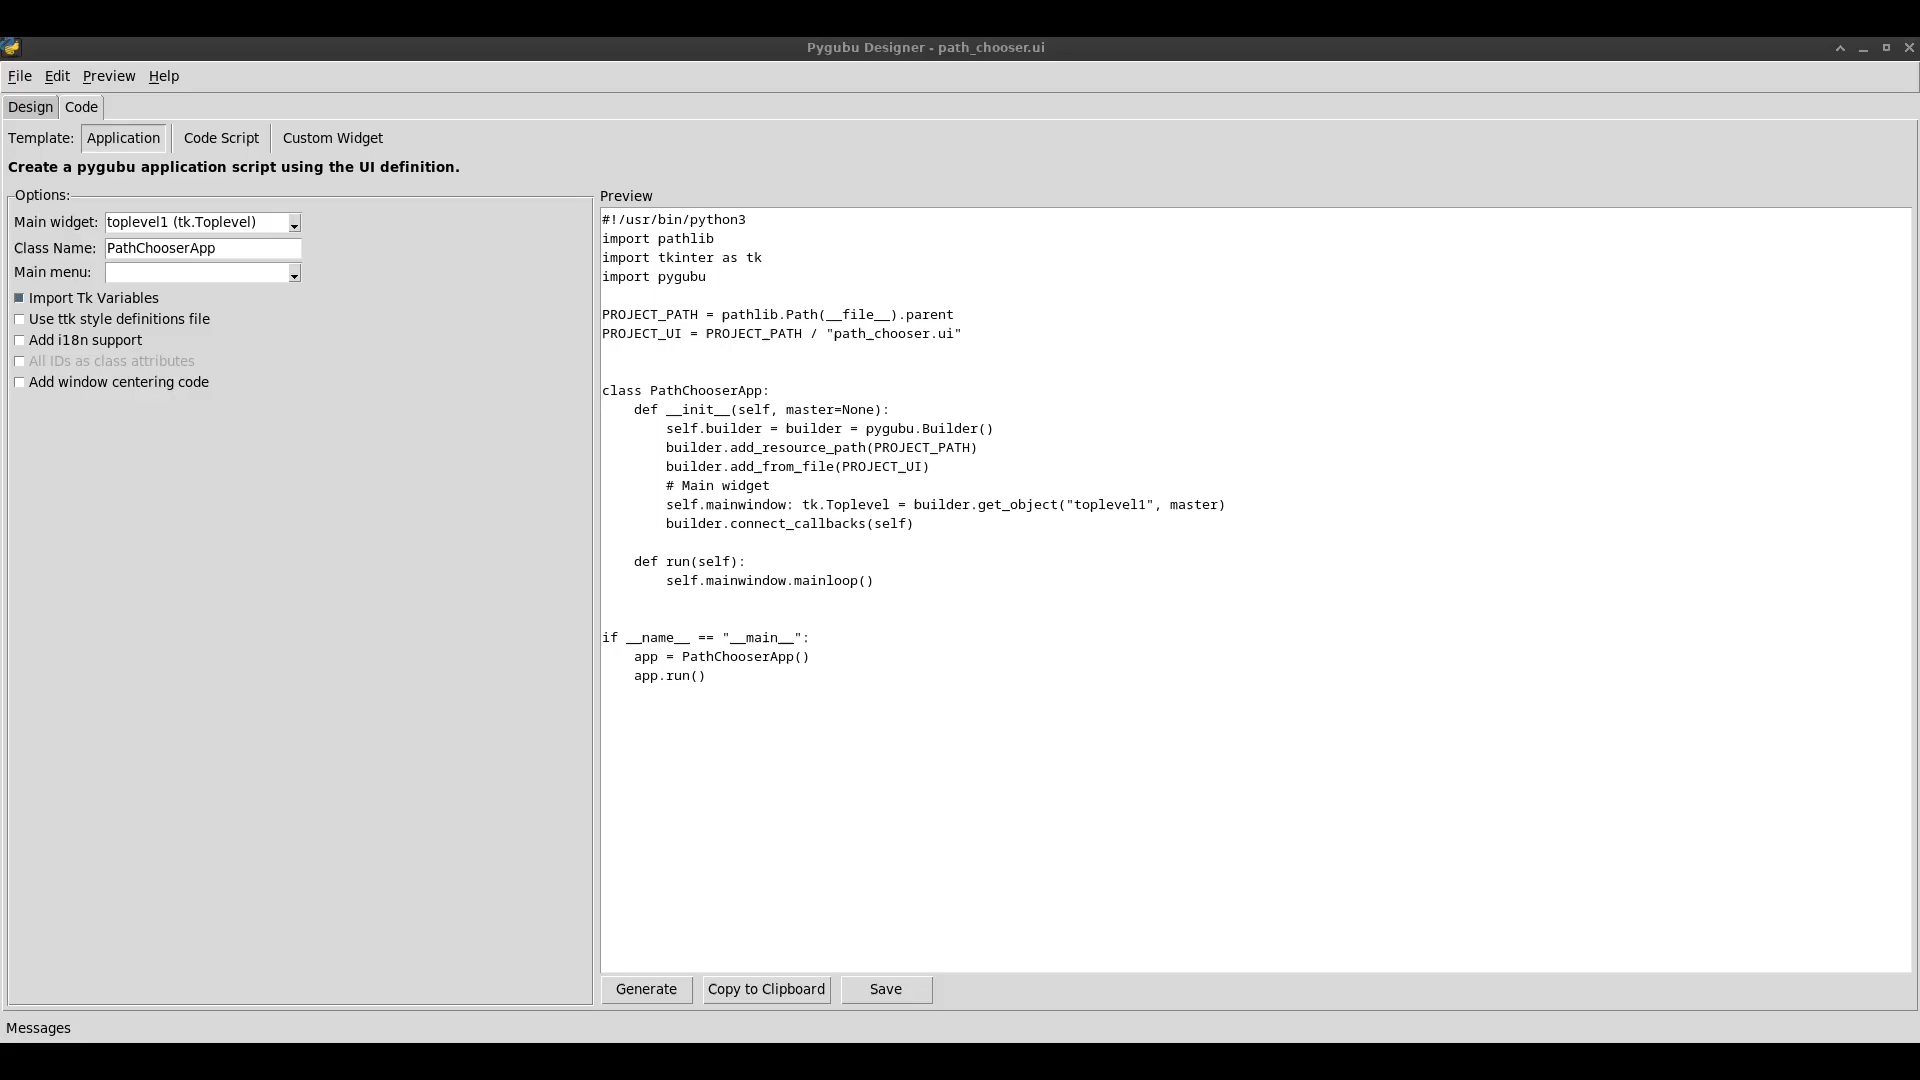 Pygubu Designer - path_chooser.ui
File Edit Preview Help
Design Code
Template: Application Code Script Custom Widget
Create a pygubu application script using the UI definition.
Options:
Main widget: toplevel1 (tk.Toplevel)
Class Name: PathChooserApp
Main menu:
Import Tk Variables
Use ttk style definitions file
Add i18n support
All IDs as class attributes
Add window centering code
Preview
#!/usr/bin/python3
import pathlib
import tkinter as tk
import pygubu

PROJECT_PATH = pathlib.Path(__file__).parent
PROJECT_UI = PROJECT_PATH / "path_chooser.ui"


class PathChooserApp:
    def __init__(self, master=None):
        self.builder = builder = pygubu.Builder()
        builder.add_resource_path(PROJECT_PATH)
        builder.add_from_file(PROJECT_UI)
        # Main widget
        self.mainwindow: tk.Toplevel = builder.get_object("toplevel1", master)
        builder.connect_callbacks(self)

    def run(self):
        self.mainwindow.mainloop()


if __name__ == "__main__":
    app = PathChooserApp()
    app.run()
Generate Copy to Clipboard Save
Messages